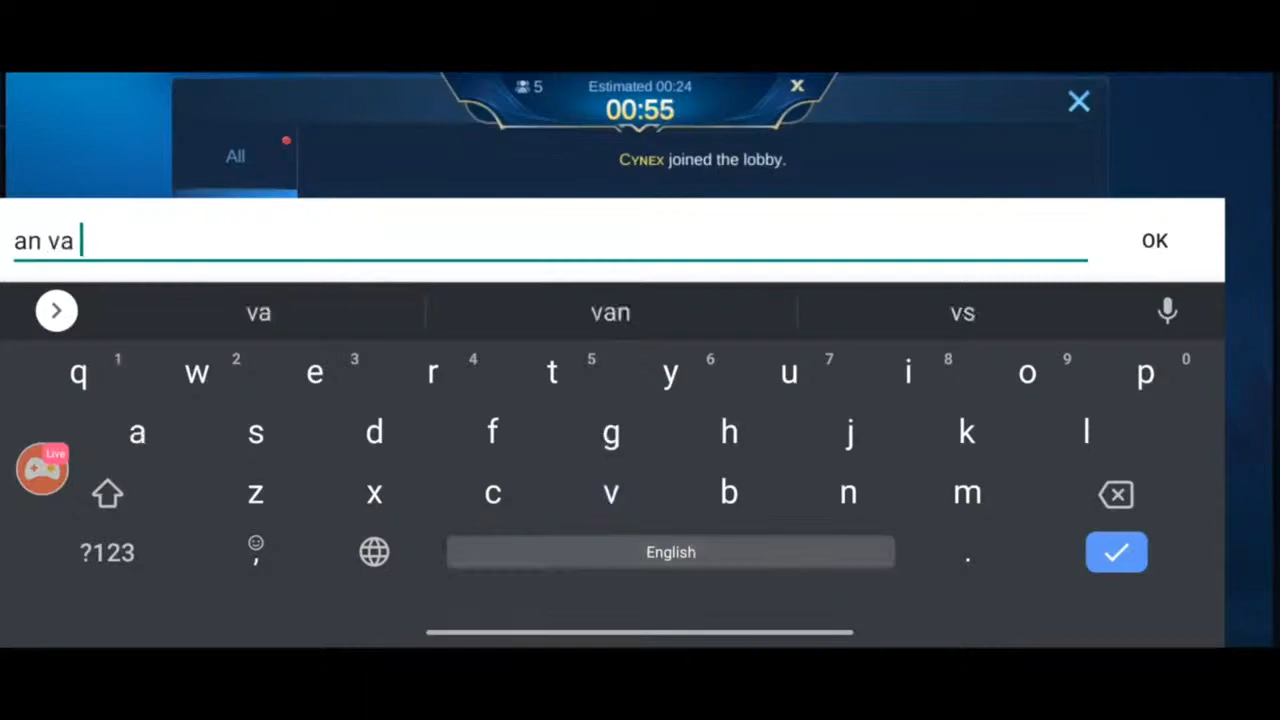 5 Estimated 00:24 X
00:55
All
CYNEX joined the lobby.
an va
OK
va van vs
q 1 w 2 e 3 r 4 t 5 y 6 u 7 i 8 o 9 p 0
a s d f g h j k l
Live
z x c v b n m
?123 , English .